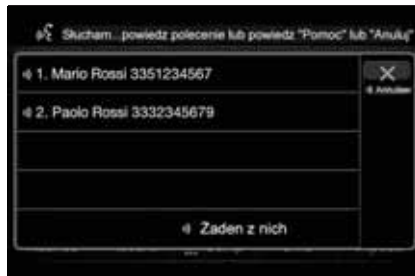 Słucham...powiedz polecenie lub powiedz "Pomoc" lub "Anuluj"
1. Mario Rossi 3351234567
2. Paolo Rossi 3332345679
Żaden z nich